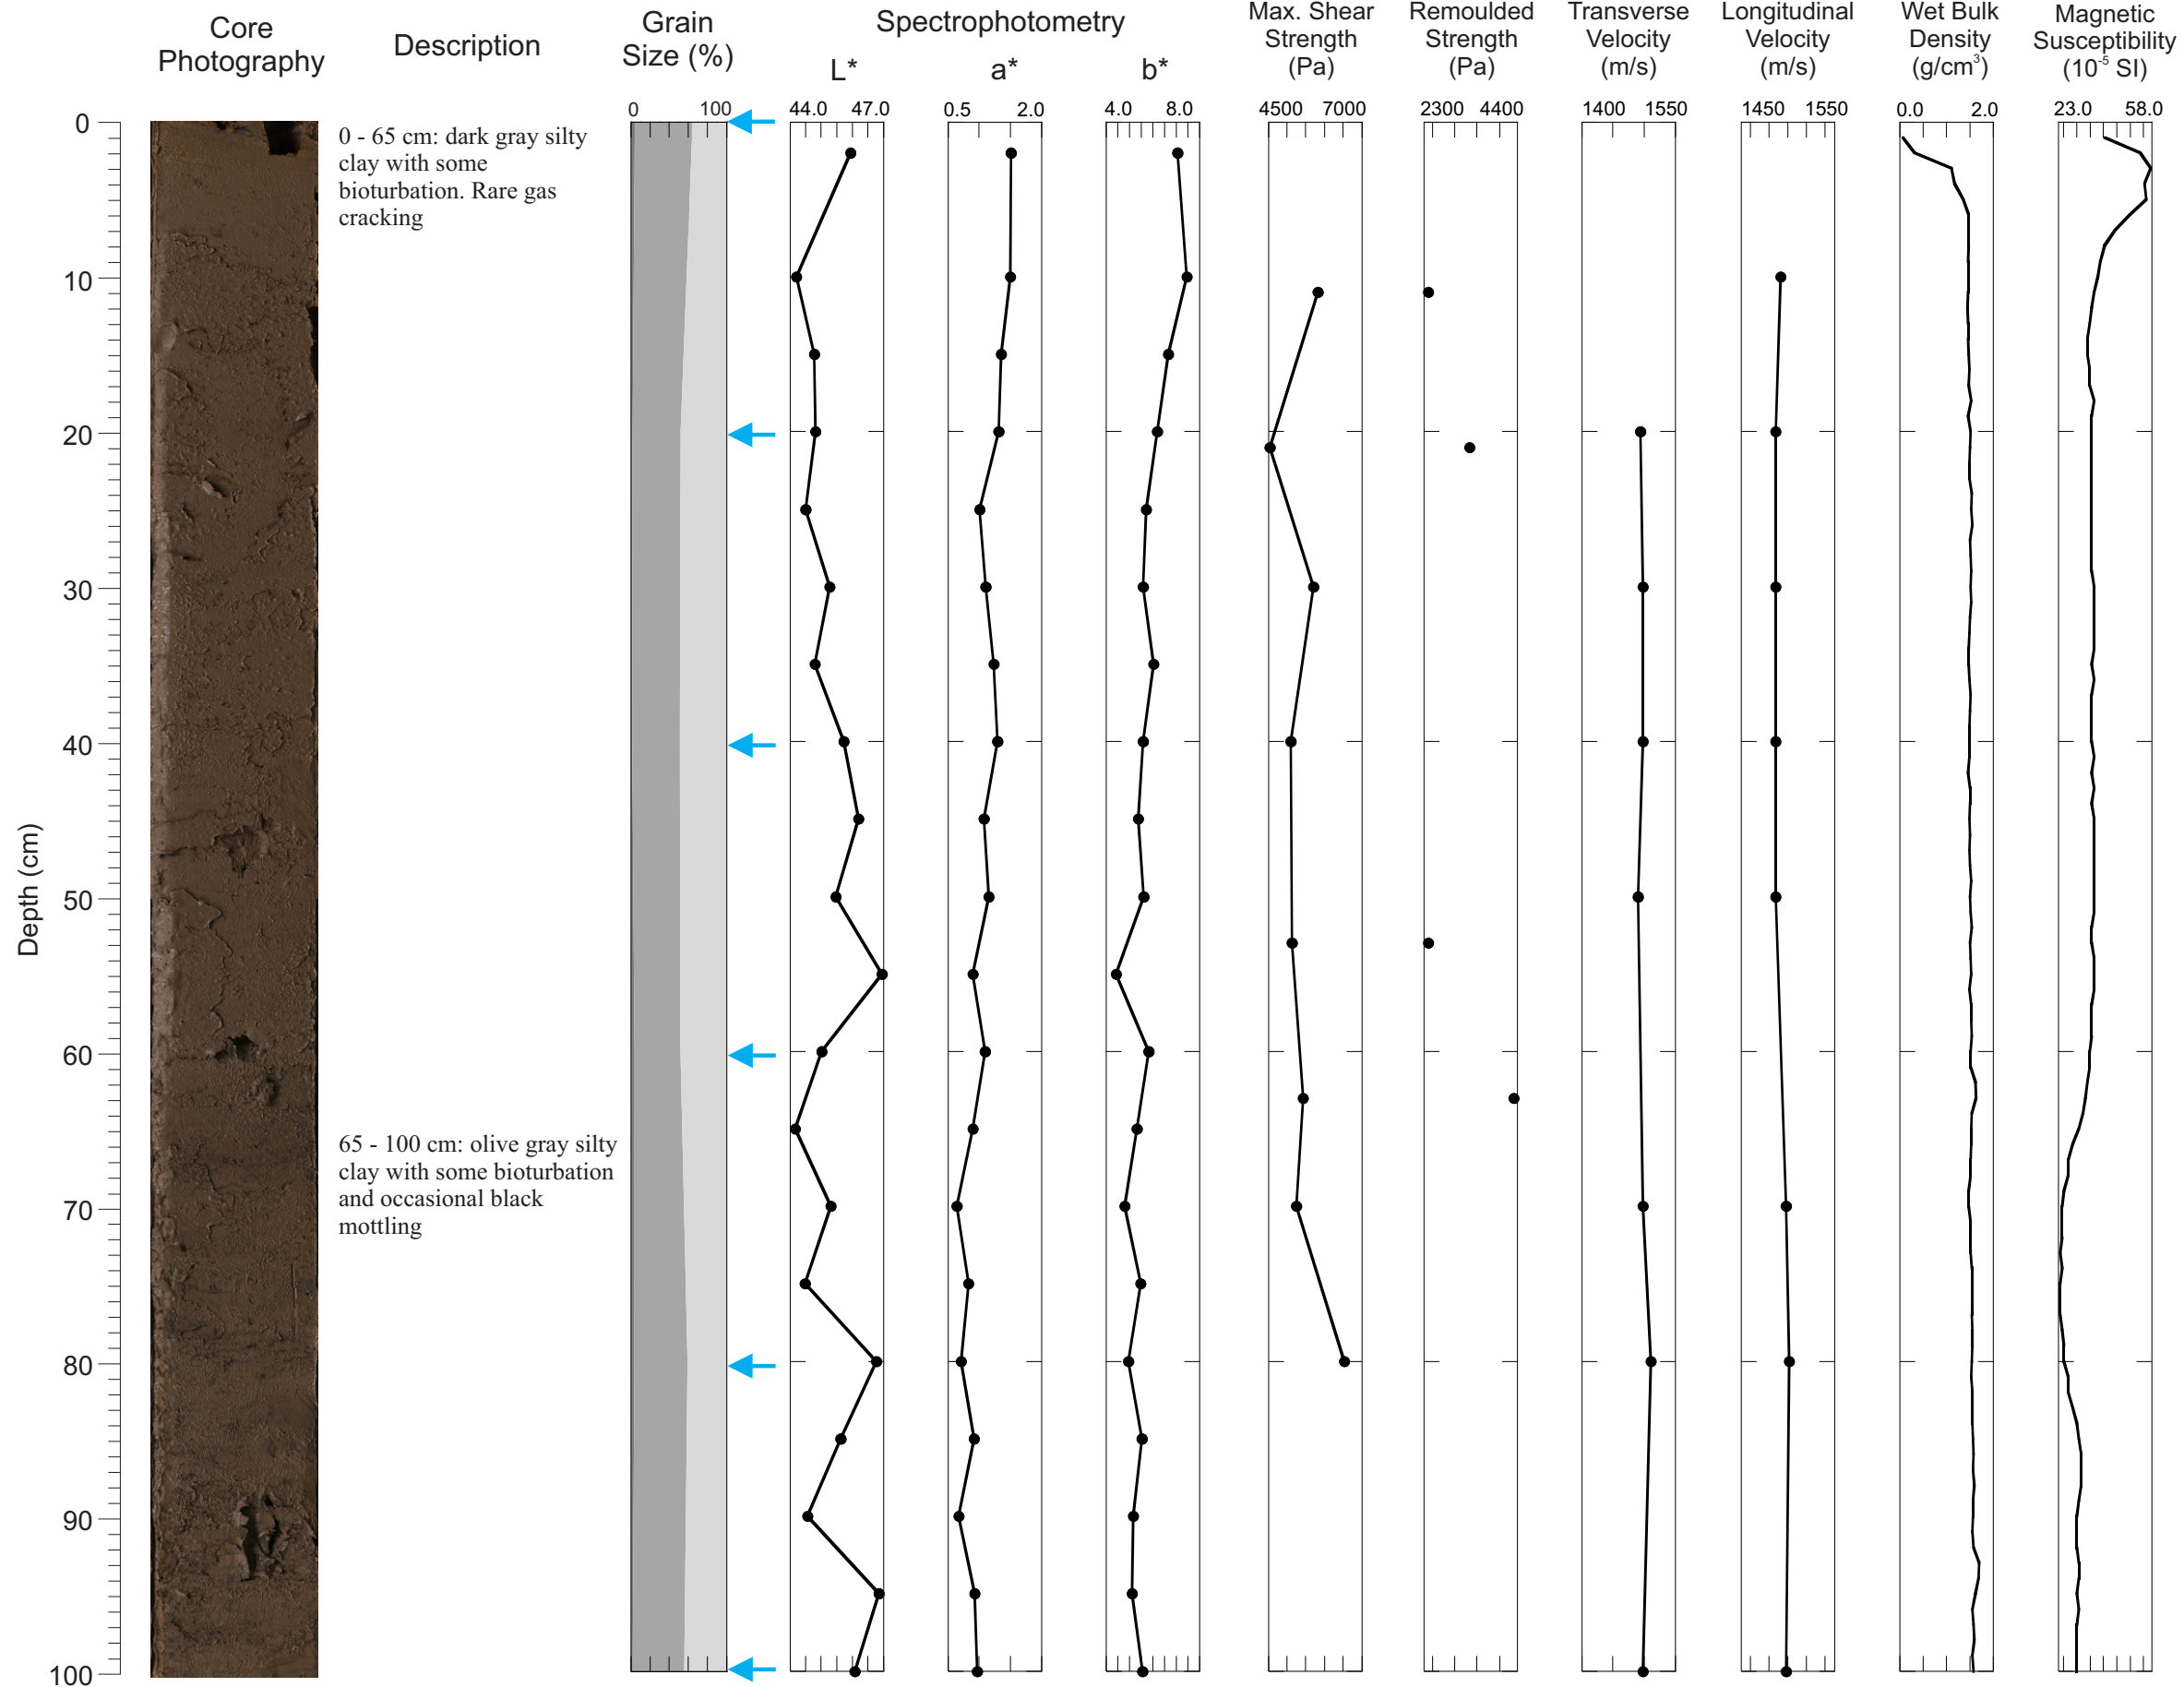 Core
Photography
Description
Grain
Size (%)
Spectrophotometry
L*
a*
b*
Max. Shear
Strength
(Pa)
Remoulded
Strength
(Pa)
Transverse
Velocity
(m/s)
Longitudinal
Velocity
(m/s)
Wet Bulk
Density
(g/cm³)
Magnetic
Susceptibility
(10⁻⁵ SI)
0 100
44.0 47.0
0.5 2.0
4.0 8.0
4500 7000
2300 4400
1400 1550
1450 1550
0.0 2.0
23.0 58.0
0 - 65 cm: dark gray silty
clay with some
bioturbation. Rare gas
cracking
65 - 100 cm: olive gray silty
clay with some bioturbation
and occasional black
mottling
Depth (cm)
0
10
20
30
40
50
60
70
80
90
100